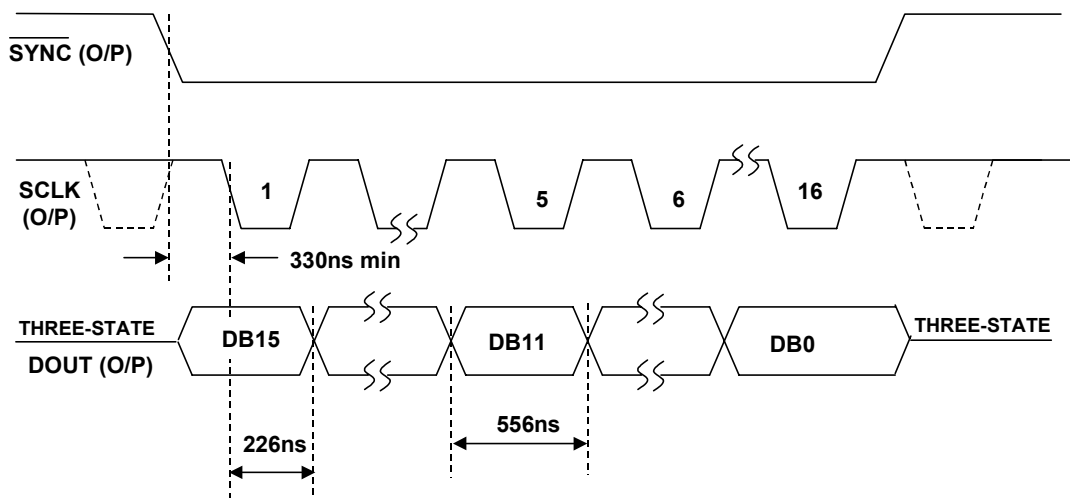 SYNC (O/P)
SCLK
(O/P)
1
5
6
16
330ns min
THREE-STATE
DOUT (O/P)
DB15
DB11
DB0
THREE-STATE
226ns
556ns